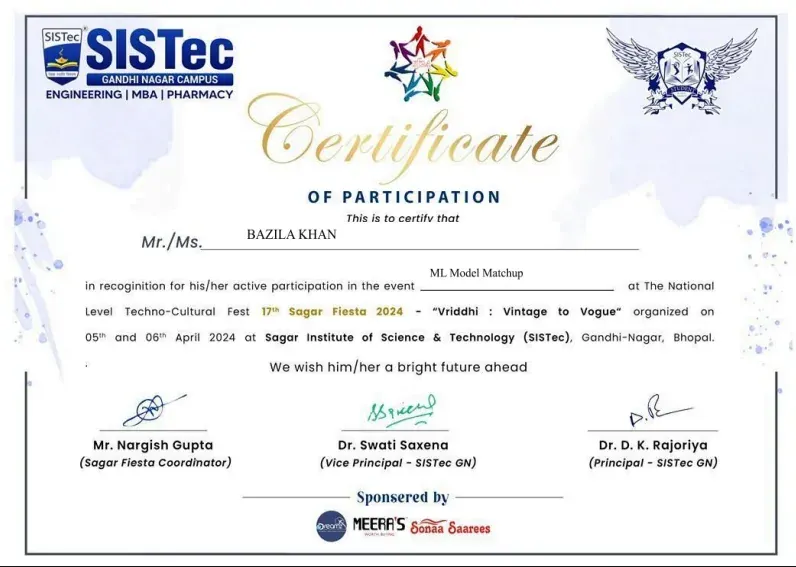 SISTec
SISTec
GANDHI NAGAR CAMPUS
ENGINEERING | MBA | PHARMACY
SISTec
Certificate
OF PARTICIPATION
This is to certify that
Mr./Ms. BAZILA KHAN
ML Model Matchup
in recoginition for his/her active participation in the event at The National
Level Techno-Cultural Fest 17th Sagar Fiesta 2024 - "Vriddhi : Vintage to Vogue" organized on
05th and 06th April 2024 at Sagar Institute of Science & Technology (SISTec), Gandhi-Nagar, Bhopal.
We wish him/her a bright future ahead
Mr. Nargish Gupta
(Sagar Fiesta Coordinator)
Dr. Swati Saxena
(Vice Principal - SISTec GN)
Dr. D. K. Rajoriya
(Principal - SISTec GN)
Sponsered by
MEERA'S
Sonaa Saarees